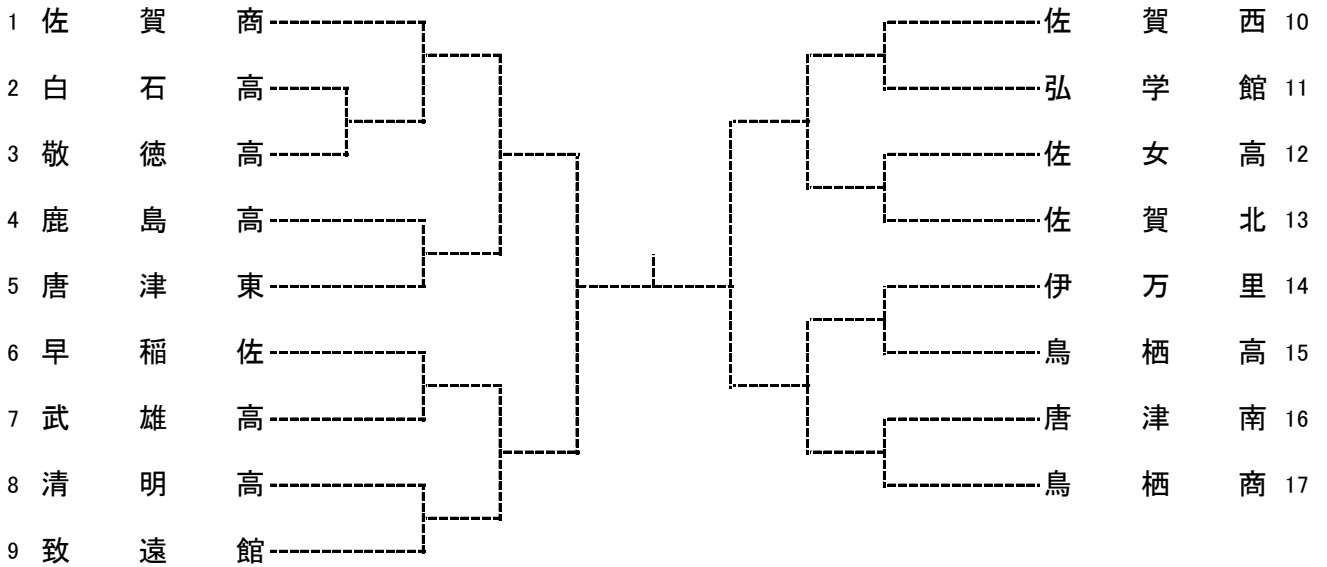 1 佐賀商
2 白石高
3 敬徳高
4 鹿島高
5 唐津東
6 早稲佐
7 武雄高
8 清明高
9 致遠館
佐賀西 10
弘学館 11
佐女高 12
佐賀北 13
伊万里 14
鳥栖高 15
唐津南 16
鳥栖商 17